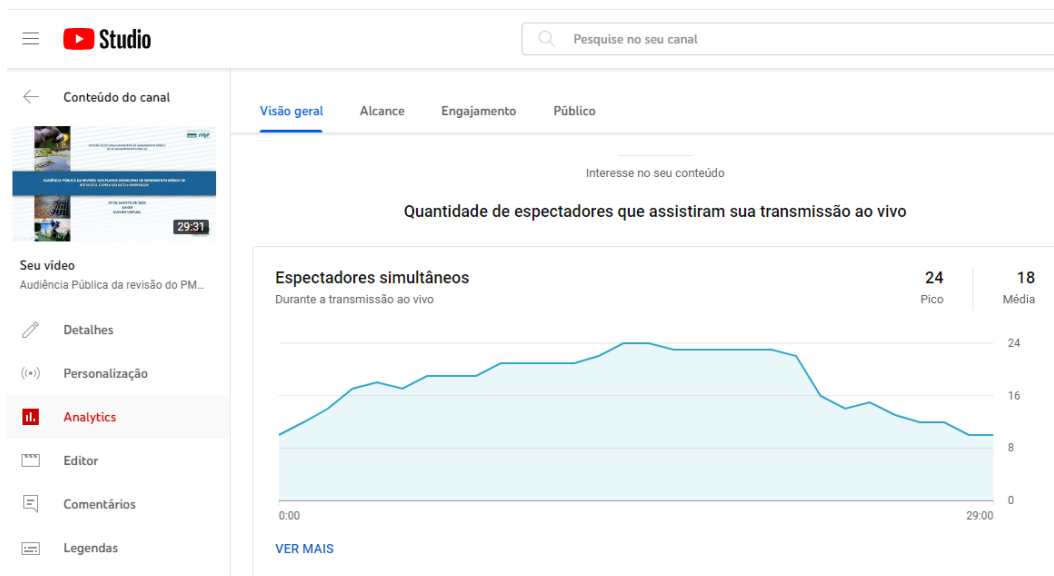 Studio
Pesquise no seu canal
Conteúdo do canal
Visão geral
Alcance
Engajamento
Público
29:31
Seu vídeo
Audiência Pública da revisão do PM...
Detalhes
Personalização
Analytics
Editor
Comentários
Legendas
Interesse no seu conteúdo
Quantidade de espectadores que assistiram sua transmissão ao vivo
Espectadores simultâneos
Durante a transmissão ao vivo
24
Pico
18
Média
24
16
8
0
0:00
29:00
VER MAIS